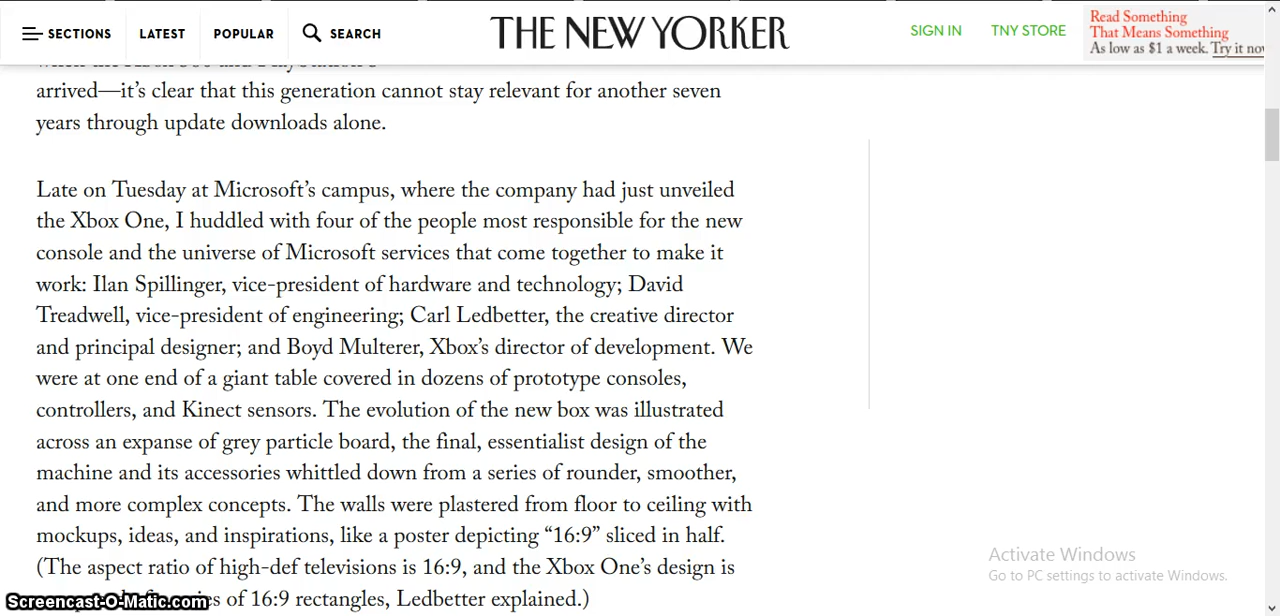 SECTIONS LATEST POPULAR SEARCH THE NEW YORKER SIGN IN TNY STORE
Read Something
That Means Something
As low as $1 a week. Try it now
arrived—it's clear that this generation cannot stay relevant for another seven
years through update downloads alone.
Late on Tuesday at Microsoft's campus, where the company had just unveiled
the Xbox One, I huddled with four of the people most responsible for the new
console and the universe of Microsoft services that come together to make it
work: Ilan Spillinger, vice-president of hardware and technology; David
Treadwell, vice-president of engineering; Carl Ledbetter, the creative director
and principal designer; and Boyd Multerer, Xbox's director of development. We
were at one end of a giant table covered in dozens of prototype consoles,
controllers, and Kinect sensors. The evolution of the new box was illustrated
across an expanse of grey particle board, the final, essentialist design of the
machine and its accessories whittled down from a series of rounder, smoother,
and more complex concepts. The walls were plastered from floor to ceiling with
mockups, ideas, and inspirations, like a poster depicting “16:9” sliced in half.
(The aspect ratio of high-def televisions is 16:9, and the Xbox One's design is
of 16:9 rectangles, Ledbetter explained.)
Activate Windows
Go to PC settings to activate Windows.
Screencast-O-Matic.com